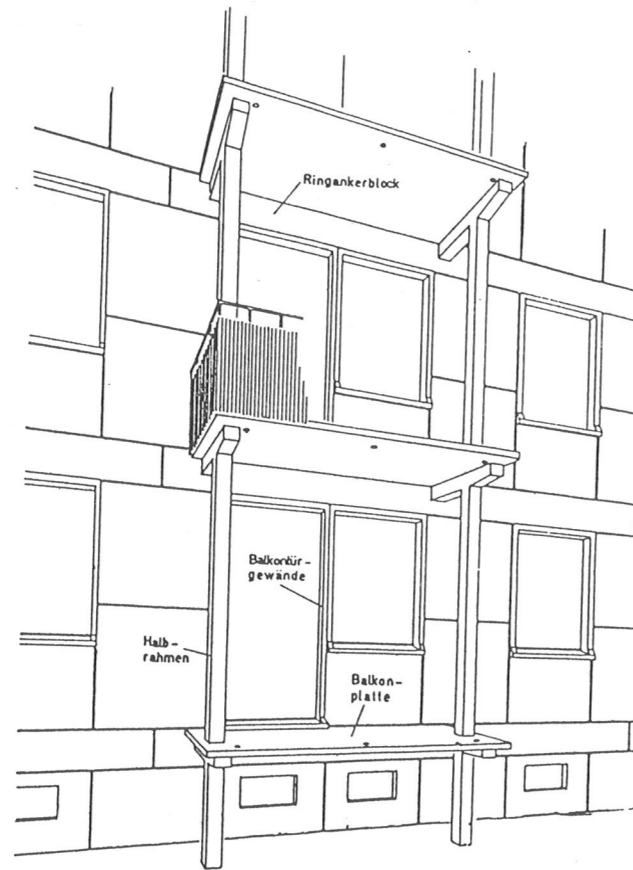 Ringankerblock
Balkontür-
gewände
Halb-
rahmen
Balkon-
platte